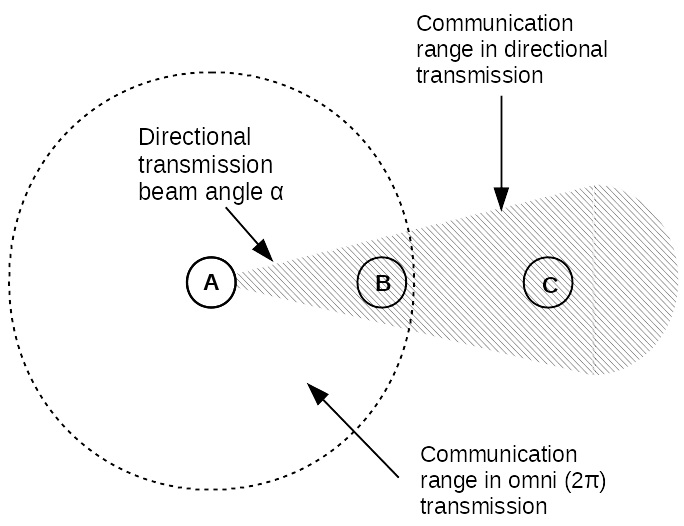 Communication
range in directional
transmission
Directional
transmission
beam angle α
A
B
C
Communication
range in omni (2π)
transmission